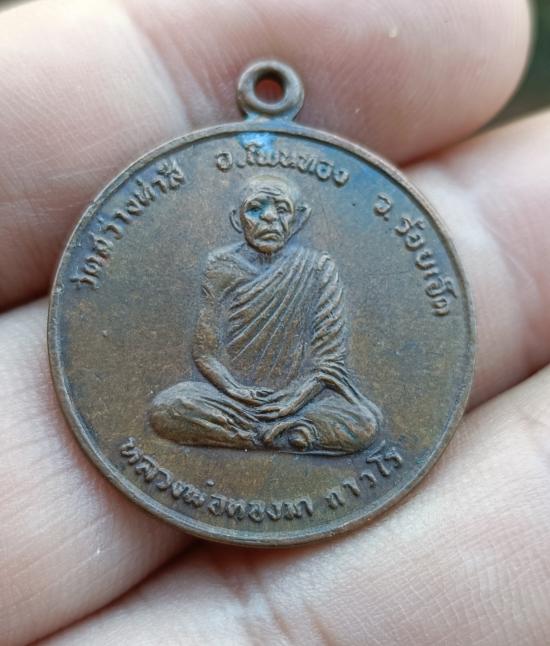 วัดสว่างท่าสี อ.โพนทอง จ.ร้อยเอ็ด
หลวงพ่อทองมา ถาวโร